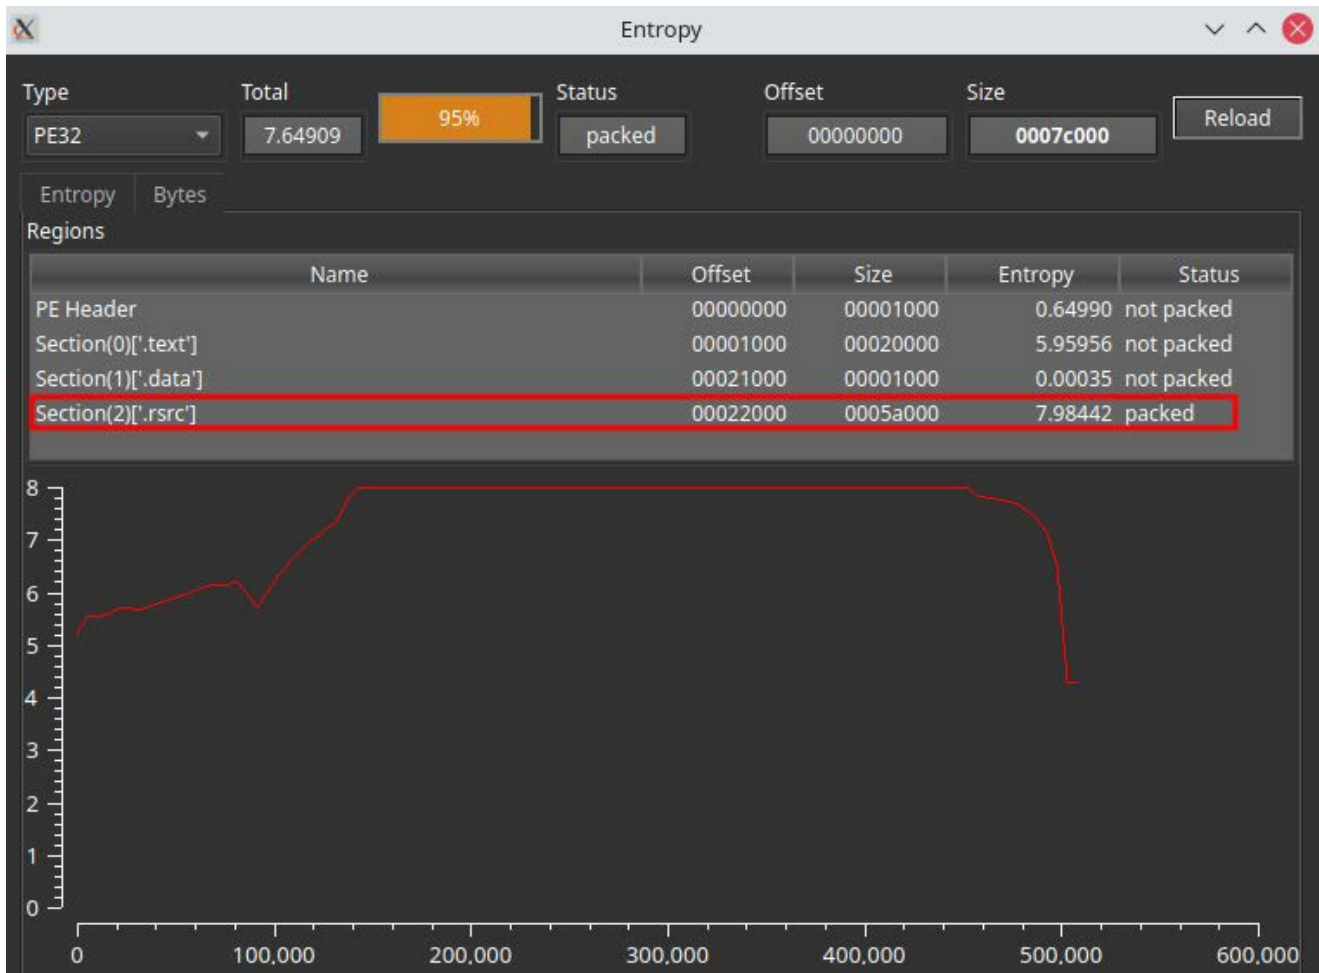 Entropy
Type Total Status Offset Size
PE32 7.64909 95% packed 00000000 0007c000 Reload
Entropy Bytes
Regions
Name Offset Size Entropy Status
PE Header 00000000 00001000 0.64990 not packed
Section(0)['.text'] 00001000 00020000 5.95956 not packed
Section(1)['.data'] 00021000 00001000 0.00035 not packed
Section(2)['.rsrc'] 00022000 0005a000 7.98442 packed
8
7
6
5
4
3
2
1
0
0 100,000 200,000 300,000 400,000 500,000 600,000